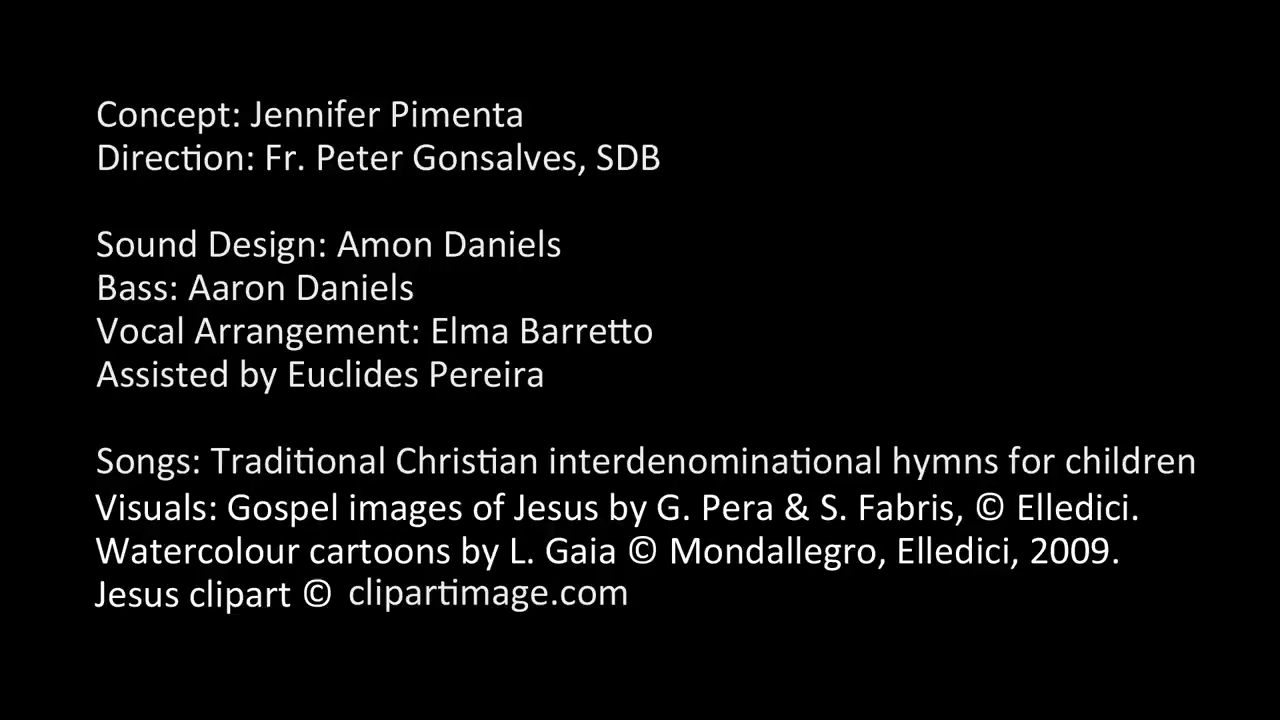 Concept: Jennifer Pimenta
Direction: Fr. Peter Gonsalves, SDB
Sound Design: Amon Daniels
Bass: Aaron Daniels
Vocal Arrangement: Elma Barretto
Assisted by Euclides Pereira
Songs: Traditional Christian interdenominational hymns for children
Visuals: Gospel images of Jesus by G. Pera & S. Fabris, © Elledici.
Watercolour cartoons by L. Gaia © Mondallegro, Elledici, 2009.
Jesus clipart © clipartimage.com